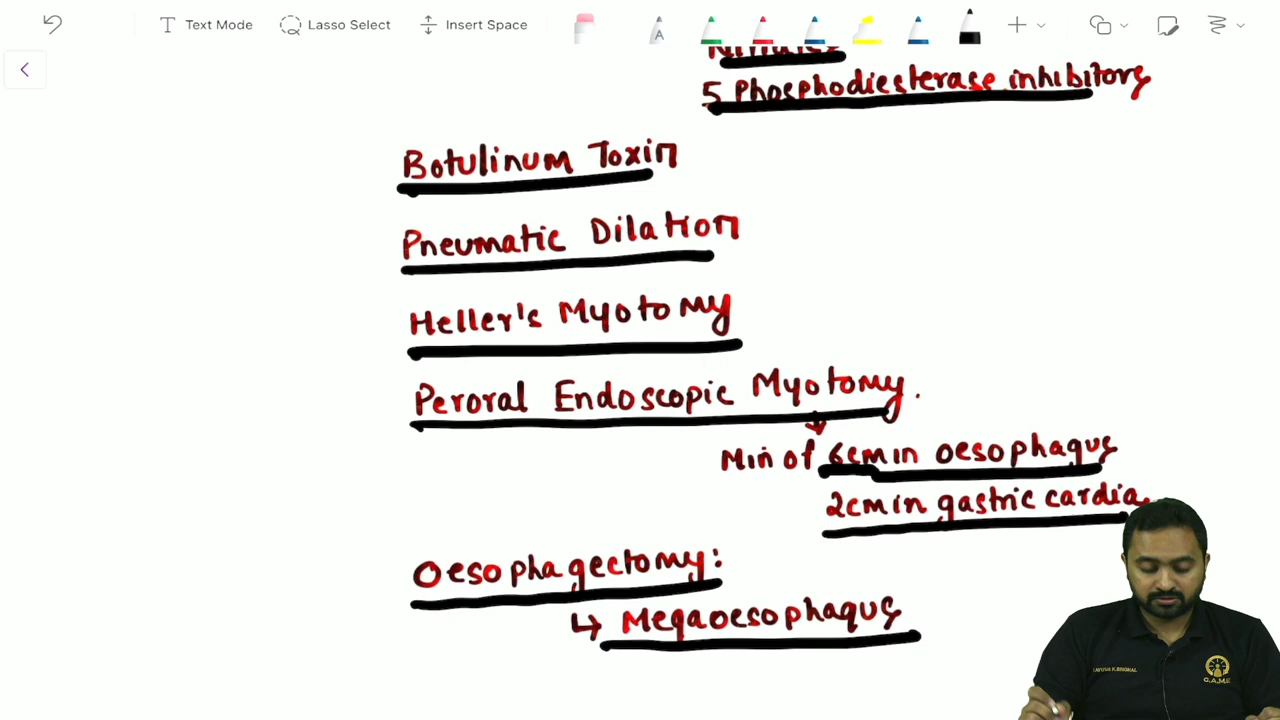 Text Mode
Lasso Select
Insert Space
A
5 Phosphodiesterase inhibitors
Botulinum Toxin
Pneumatic Dilation
Heller's Myotomy
Peroral Endoscopic Myotomy.
Min of 6cm in oesophagus
2cm in gastric cardia
Oesophagectomy:
↳ Megaoesophagus